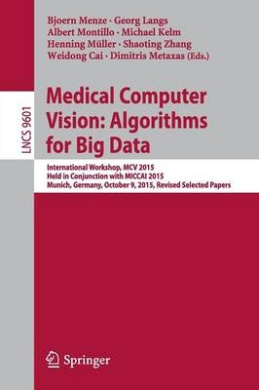 Bjoern Menze · Georg Langs
Albert Montillo · Michael Kelm
Henning Müller · Shaoting Zhang
Weidong Cai · Dimitris Metaxas (Eds.)
LNCS 9601
Medical Computer
Vision: Algorithms
for Big Data
International Workshop, MCV 2015
Held in Conjunction with MICCAI 2015
Munich, Germany, October 9, 2015, Revised Selected Papers
Springer